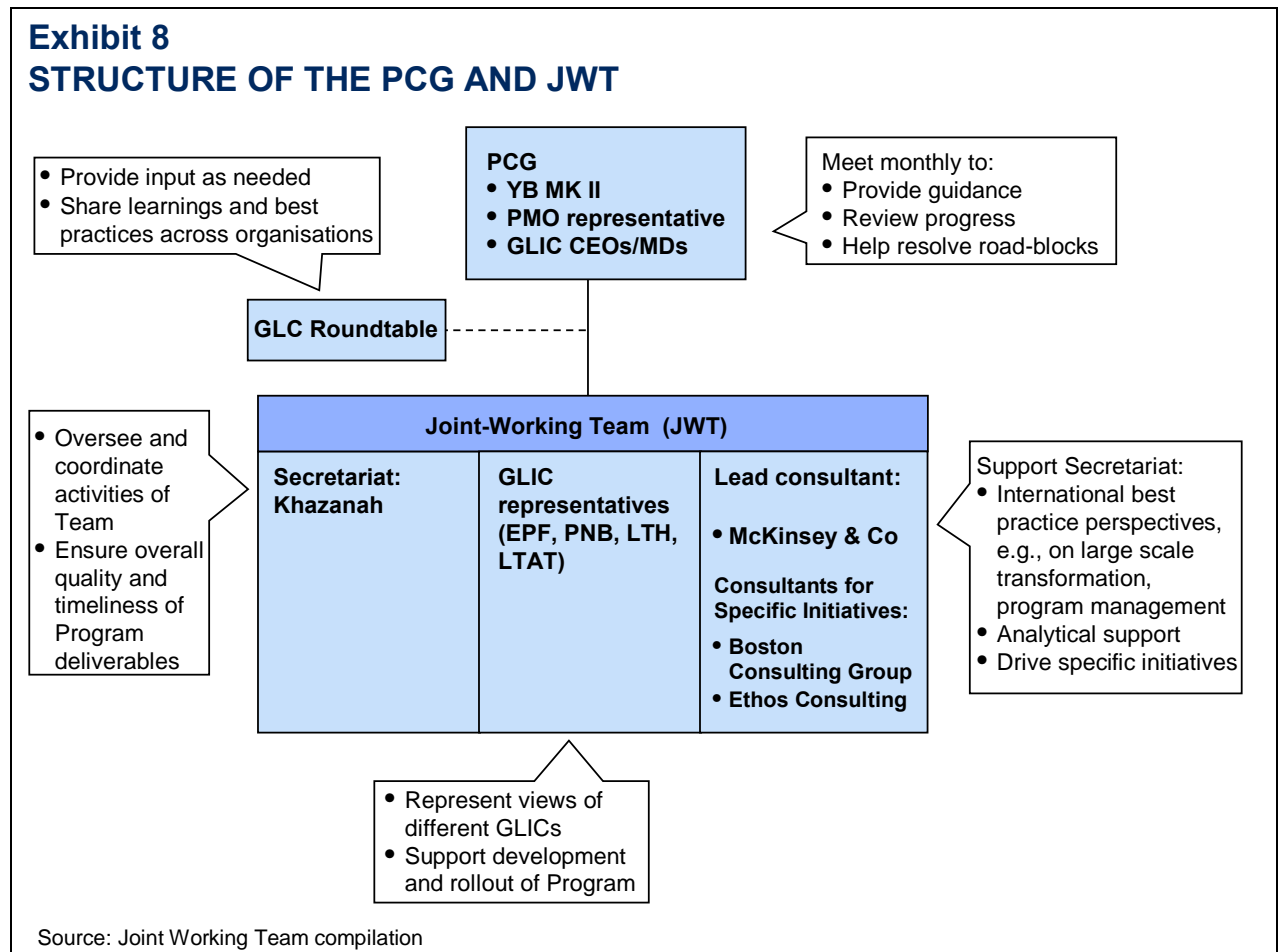 Exhibit 8
STRUCTURE OF THE PCG AND JWT
• Provide input as needed
• Share learnings and best
practices across organisations
PCG
• YB MK II
• PMO representative
• GLIC CEOs/MDs
Meet monthly to:
• Provide guidance
• Review progress
• Help resolve road-blocks
GLC Roundtable
Joint-Working Team (JWT)
• Oversee and
coordinate
activities of
Team
• Ensure overall
quality and
timeliness of
Program
deliverables
Secretariat:
Khazanah
GLIC
representatives
(EPF, PNB, LTH,
LTAT)
Lead consultant:
• McKinsey & Co
Consultants for
Specific Initiatives:
• Boston
Consulting Group
• Ethos Consulting
Support Secretariat:
• International best
practice perspectives,
e.g., on large scale
transformation,
program management
• Analytical support
• Drive specific initiatives
• Represent views of
different GLICs
• Support development
and rollout of Program
Source: Joint Working Team compilation